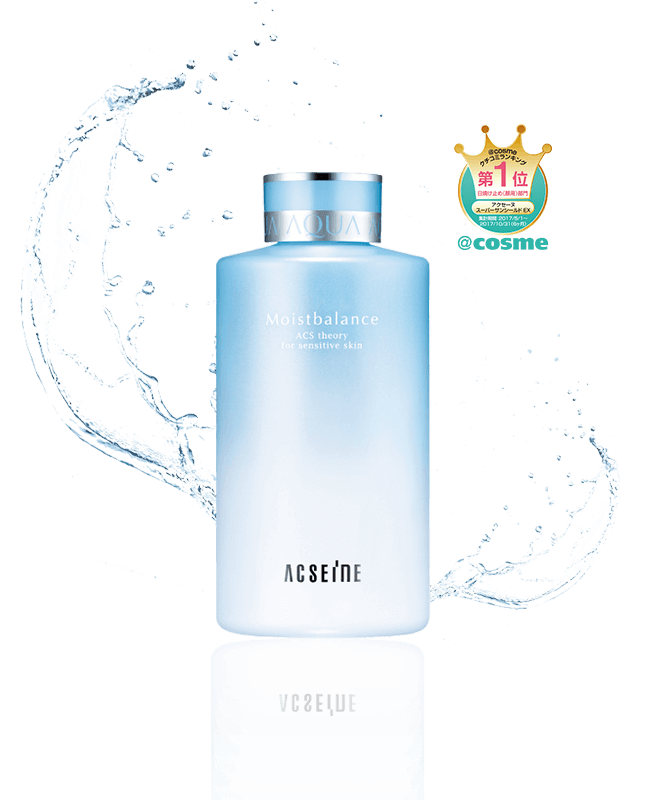 AQUA
Moistbalance
ACS theory
for sensitive skin
ACSEINE
@cosme
クチコミランキング
第1位
日焼け止め(顔用)部門
アクセーヌ
スーパーサンシールド EX
集計期間:2017/5/1〜
2017/10/31(6ヶ月)
@cosme